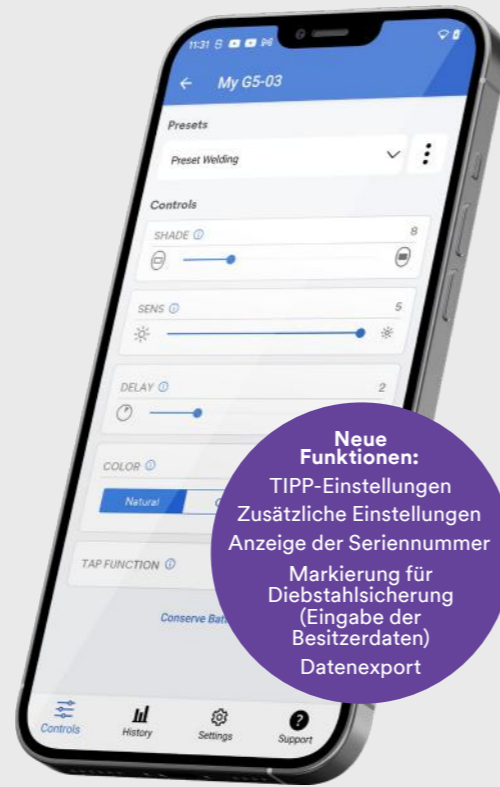 11:31
My G5-03
Presets
Preset Welding
Controls
SHADE
8
SENS
5
DELAY
2
COLOR
Natural
TAP FUNCTION
Conserve
Controls
History
Settings
Support
Neue
Funktionen:
TIPP-Einstellungen
Zusätzliche Einstellungen
Anzeige der Seriennummer
Markierung für
Diebstahlsicherung
(Eingabe der
Besitzerdaten)
Datenexport